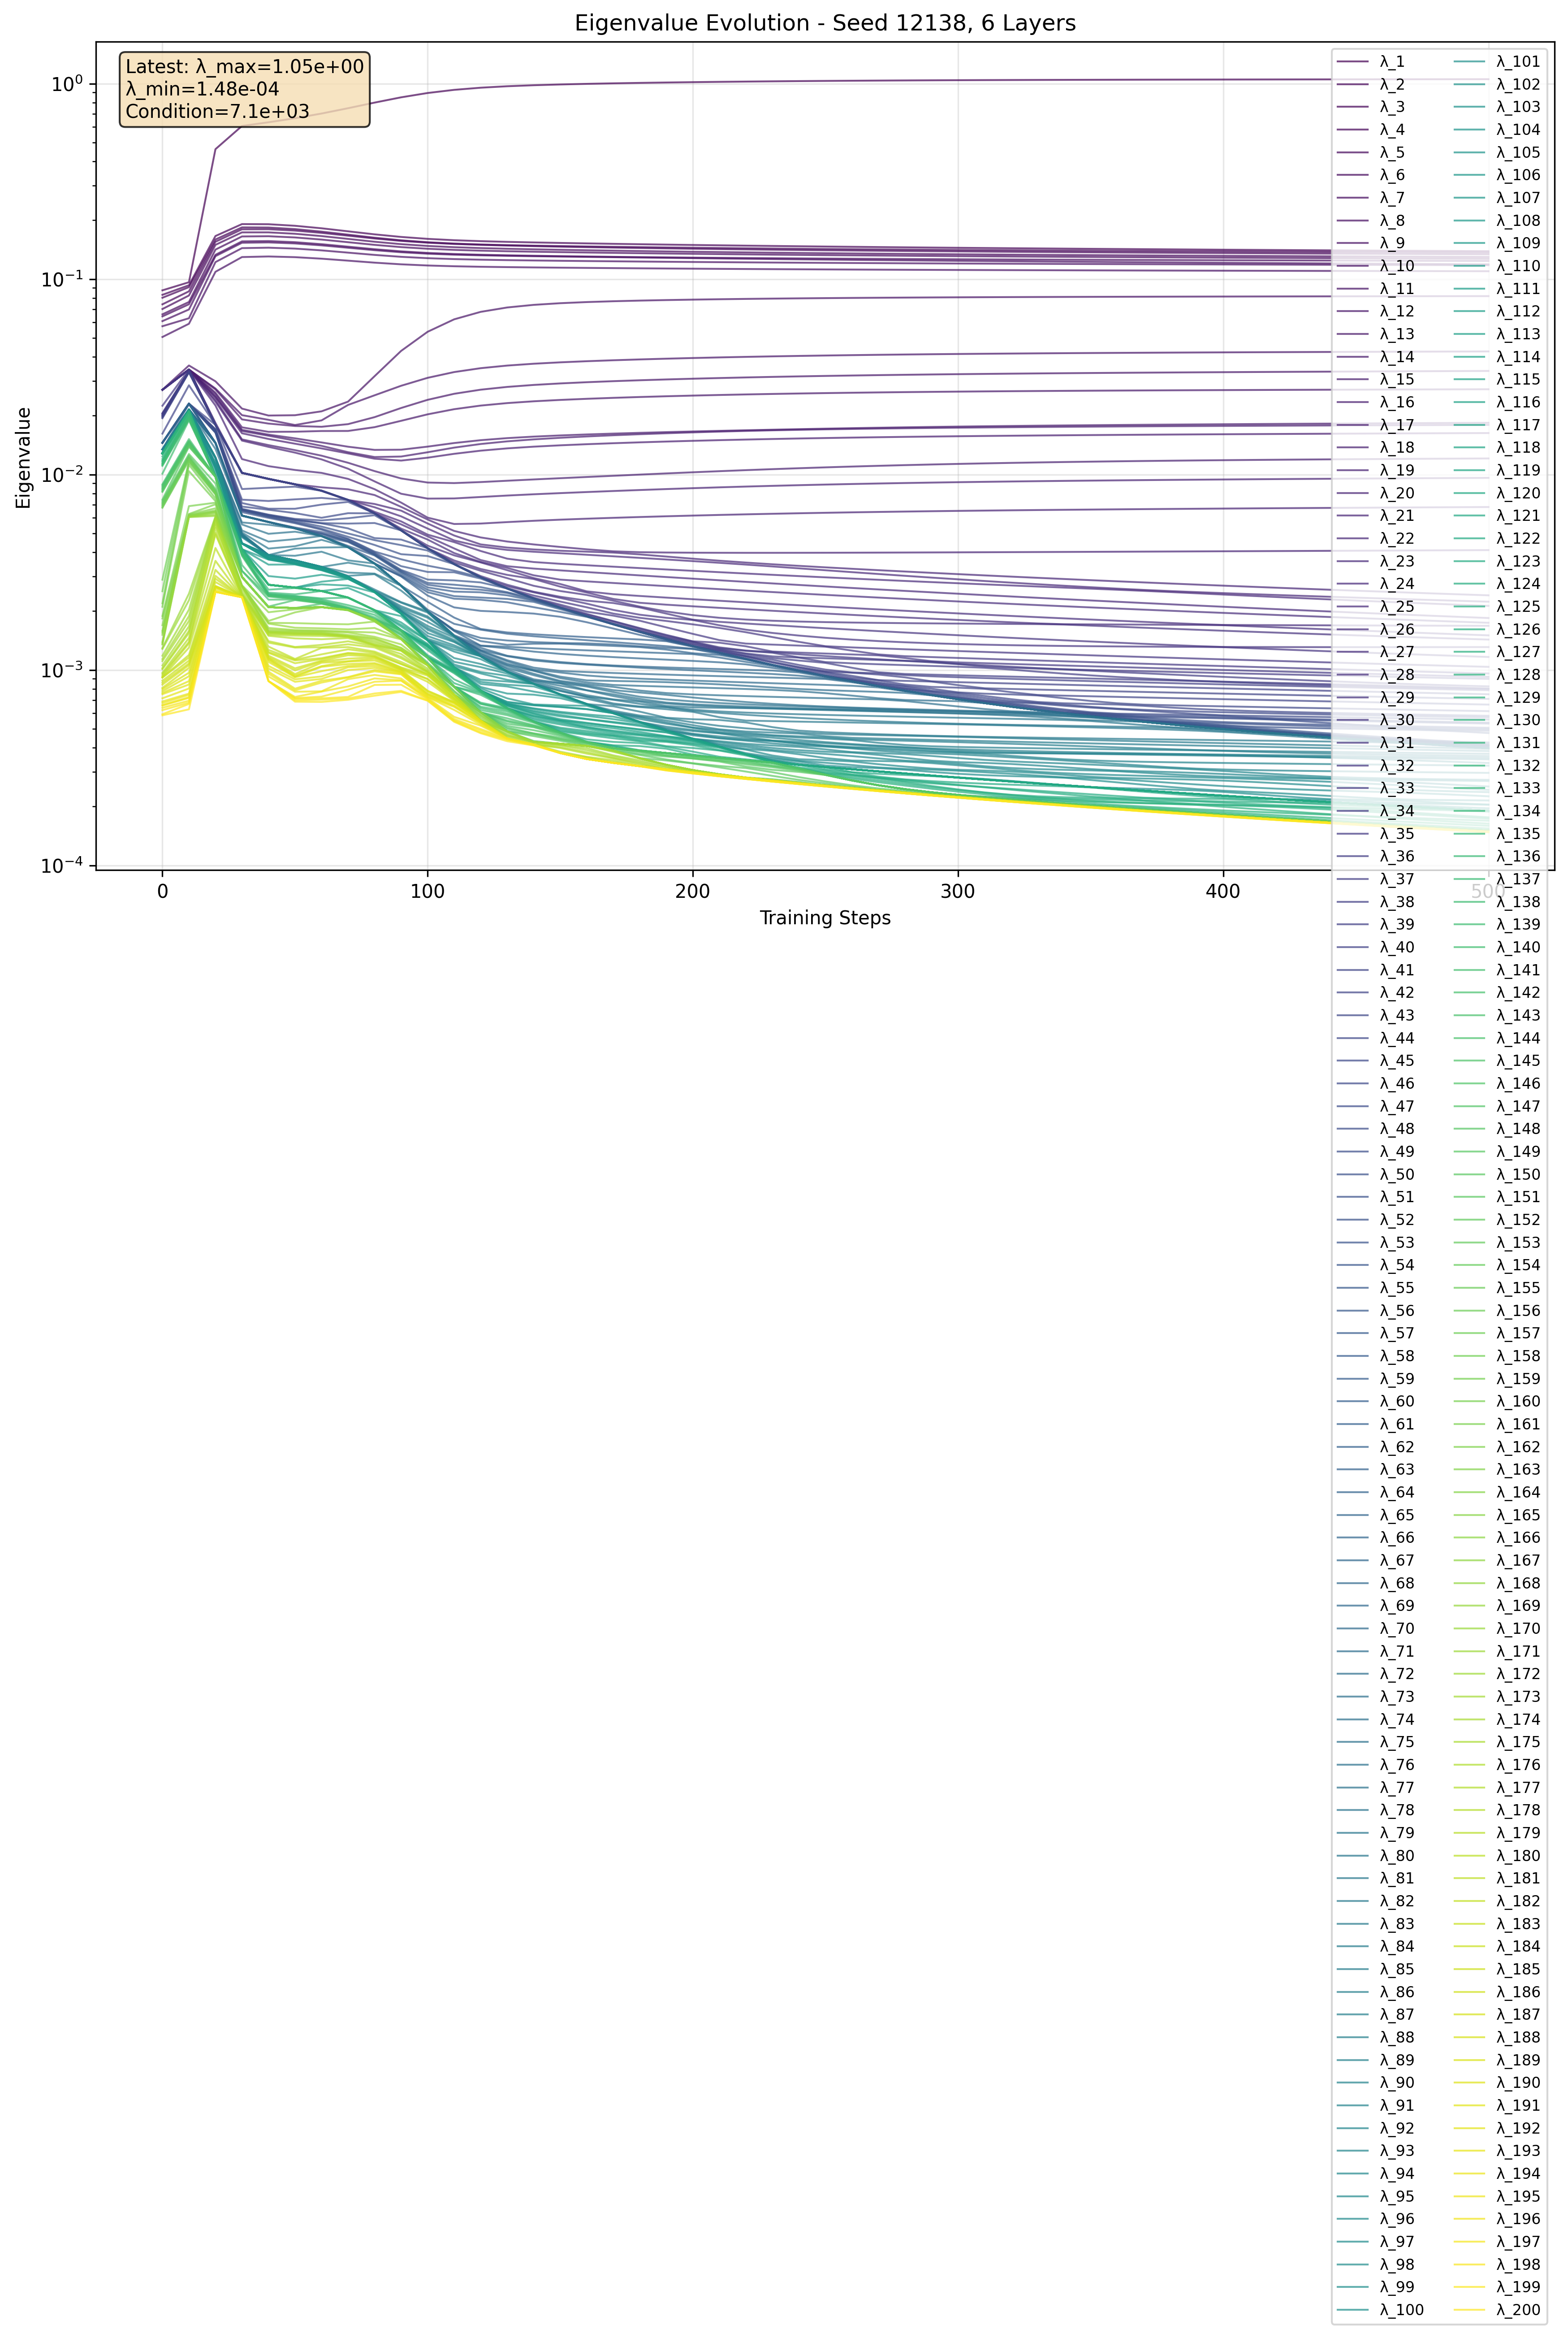 Eigenvalue Evolution - Seed 12138, 6 Layers
Latest: λ_max=1.05e+00
λ_min=1.48e-04
Condition=7.1e+03
Eigenvalue
10⁰
10⁻¹
10⁻²
10⁻³
10⁻⁴
0
100
200
300
400
500
Training Steps
λ_1
λ_2
λ_3
λ_4
λ_5
λ_6
λ_7
λ_8
λ_9
λ_10
λ_11
λ_12
λ_13
λ_14
λ_15
λ_16
λ_17
λ_18
λ_19
λ_20
λ_21
λ_22
λ_23
λ_24
λ_25
λ_26
λ_27
λ_28
λ_29
λ_30
λ_31
λ_32
λ_33
λ_34
λ_35
λ_36
λ_37
λ_38
λ_39
λ_40
λ_41
λ_42
λ_43
λ_44
λ_45
λ_46
λ_47
λ_48
λ_49
λ_50
λ_51
λ_52
λ_53
λ_54
λ_55
λ_56
λ_57
λ_58
λ_59
λ_60
λ_61
λ_62
λ_63
λ_64
λ_65
λ_66
λ_67
λ_68
λ_69
λ_70
λ_71
λ_72
λ_73
λ_74
λ_75
λ_76
λ_77
λ_78
λ_79
λ_80
λ_81
λ_82
λ_83
λ_84
λ_85
λ_86
λ_87
λ_88
λ_89
λ_90
λ_91
λ_92
λ_93
λ_94
λ_95
λ_96
λ_97
λ_98
λ_99
λ_100
λ_101
λ_102
λ_103
λ_104
λ_105
λ_106
λ_107
λ_108
λ_109
λ_110
λ_111
λ_112
λ_113
λ_114
λ_115
λ_116
λ_117
λ_118
λ_119
λ_120
λ_121
λ_122
λ_123
λ_124
λ_125
λ_126
λ_127
λ_128
λ_129
λ_130
λ_131
λ_132
λ_133
λ_134
λ_135
λ_136
λ_137
λ_138
λ_139
λ_140
λ_141
λ_142
λ_143
λ_144
λ_145
λ_146
λ_147
λ_148
λ_149
λ_150
λ_151
λ_152
λ_153
λ_154
λ_155
λ_156
λ_157
λ_158
λ_159
λ_160
λ_161
λ_162
λ_163
λ_164
λ_165
λ_166
λ_167
λ_168
λ_169
λ_170
λ_171
λ_172
λ_173
λ_174
λ_175
λ_176
λ_177
λ_178
λ_179
λ_180
λ_181
λ_182
λ_183
λ_184
λ_185
λ_186
λ_187
λ_188
λ_189
λ_190
λ_191
λ_192
λ_193
λ_194
λ_195
λ_196
λ_197
λ_198
λ_199
λ_200